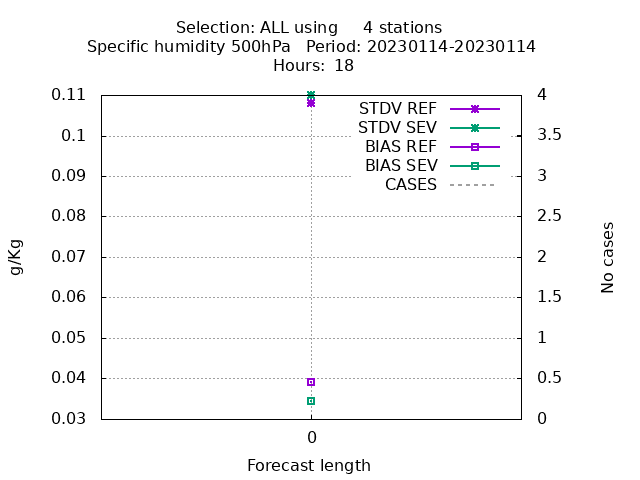 Selection: ALL using     4 stations
Specific humidity 500hPa   Period: 20230114-20230114
Hours: 18
0.11
0.1
0.09
0.08
0.07
0.06
0.05
0.04
0.03
g/Kg
STDV REF
STDV SEV
BIAS REF
BIAS SEV
CASES
4
3.5
3
2.5
2
1.5
1
0.5
0
No cases
0
Forecast length